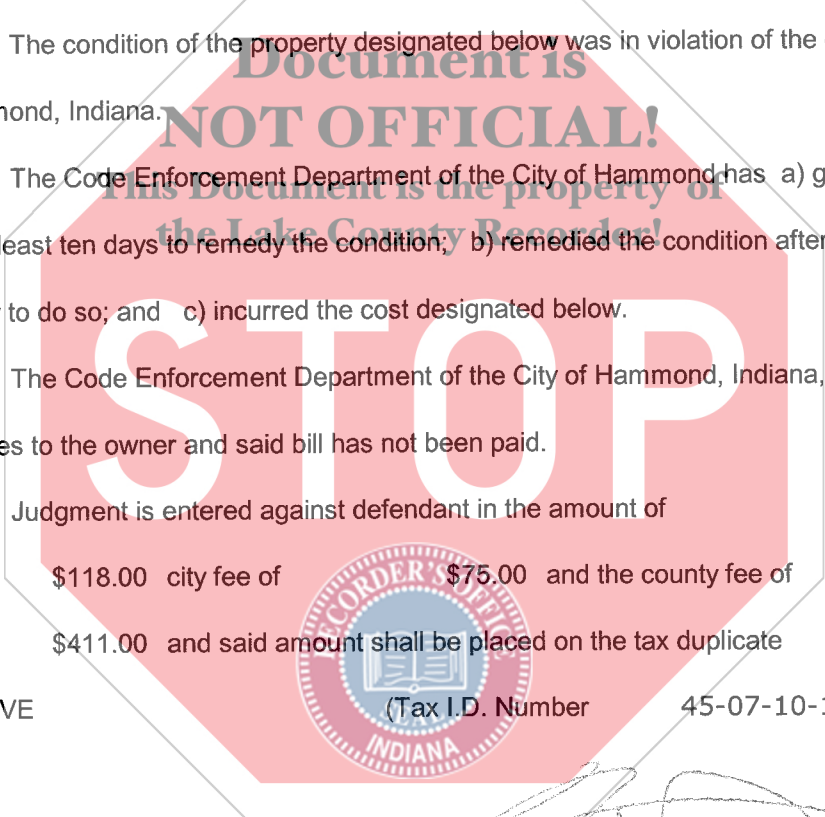 The condition of the property designated below was in violation of the
Document is
mond, Indiana.
NOT OFFICIAL!
The Code Enforcement Department of the City of Hammond has a) g
This Document is the property of
least ten days to remedy the condition; b) remedied the condition after
the Lake County Recorder!
to do so; and c) incurred the cost designated below.
STOP
The Code Enforcement Department of the City of Hammond, Indiana,
es to the owner and said bill has not been paid.
Judgment is entered against defendant in the amount of
$118.00 city fee of $75.00 and the county fee of
RECORDER'S OFFICE
$411.00 and said amount shall be placed on the tax duplicate
VE (Tax I.D. Number 45-07-10-
INDIANA